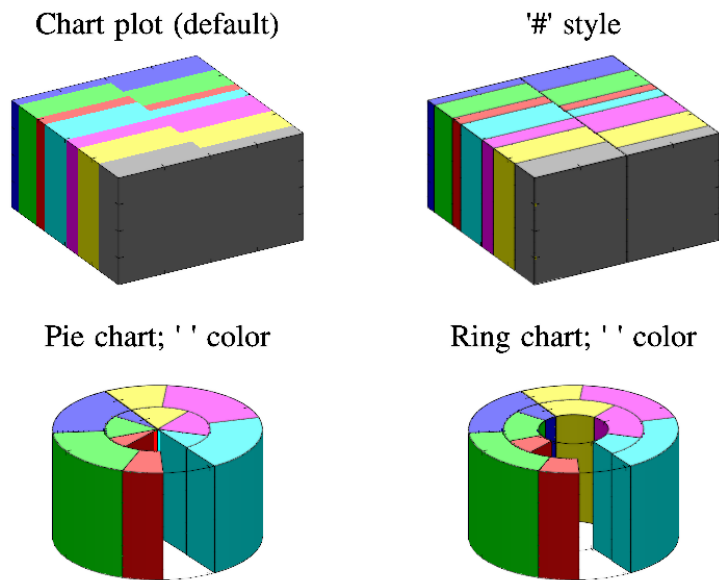 Chart plot (default)
'#' style
Pie chart; ' ' color
Ring chart; ' ' color